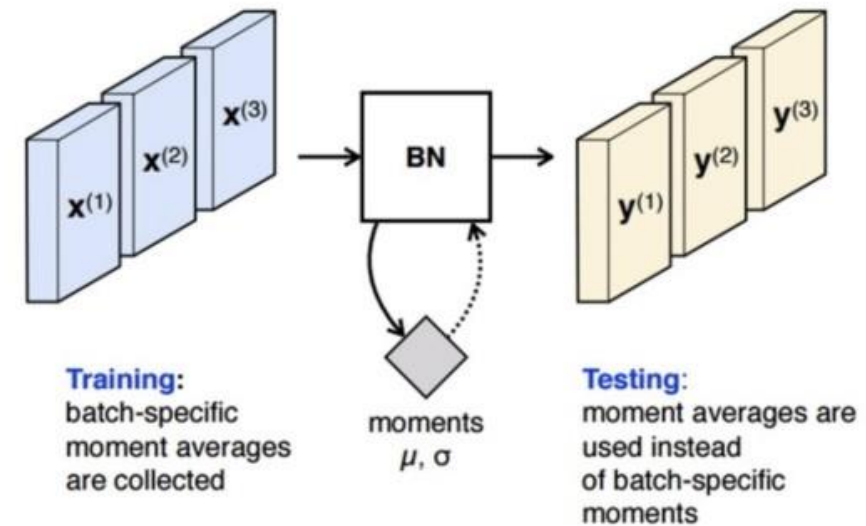 x(1)
x(2)
x(3)
BN
y(1)
y(2)
y(3)
Training:
batch-specific
moment averages
are collected
moments
μ, σ
Testing:
moment averages are
used instead
of batch-specific
moments